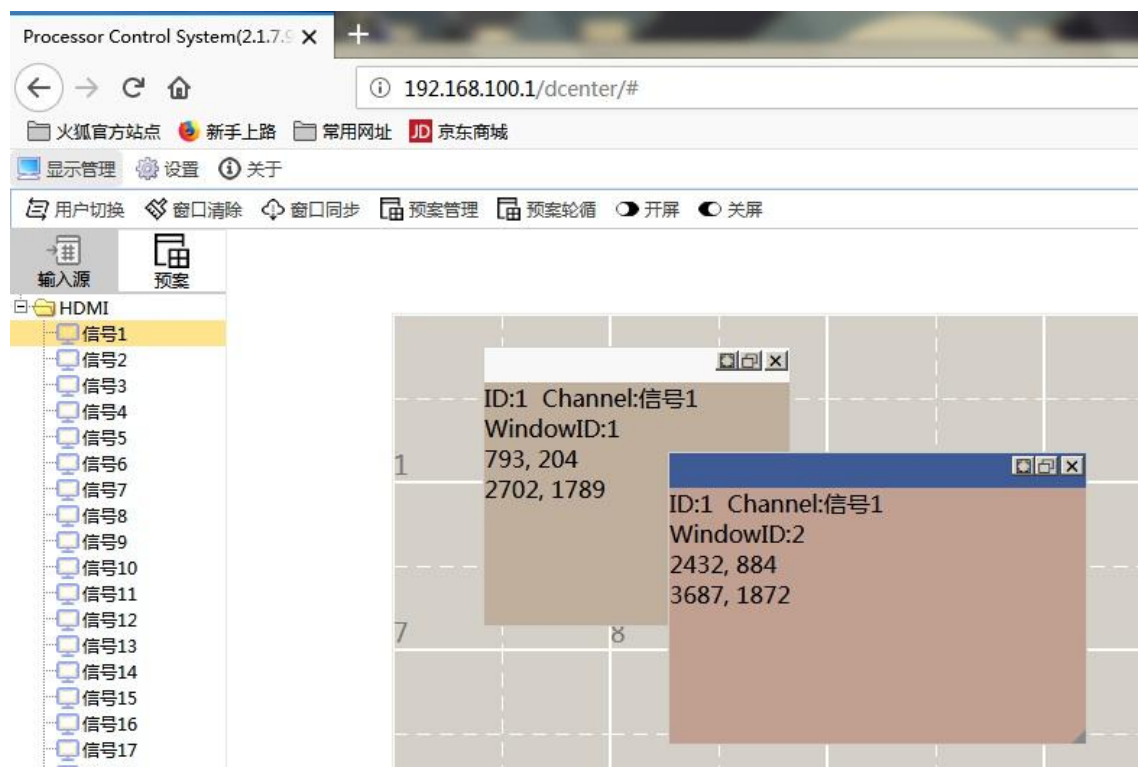 Processor Control System(2.1.7.9
192.168.100.1/dcenter/#
火狐官方站点 新手上路 常用网址 JD 京东商城
显示管理 设置 关于
用户切换 窗口清除 窗口同步 预案管理 预案轮循 开屏 关屏
输入源 预案
HDMI
信号1
信号2
信号3
信号4
信号5
信号6
信号7
信号8
信号9
信号10
信号11
信号12
信号13
信号14
信号15
信号16
信号17
ID:1 Channel:信号1
WindowID:1
793, 204
2702, 1789
1
ID:1 Channel:信号1
WindowID:2
2432, 884
3687, 1872
7
8